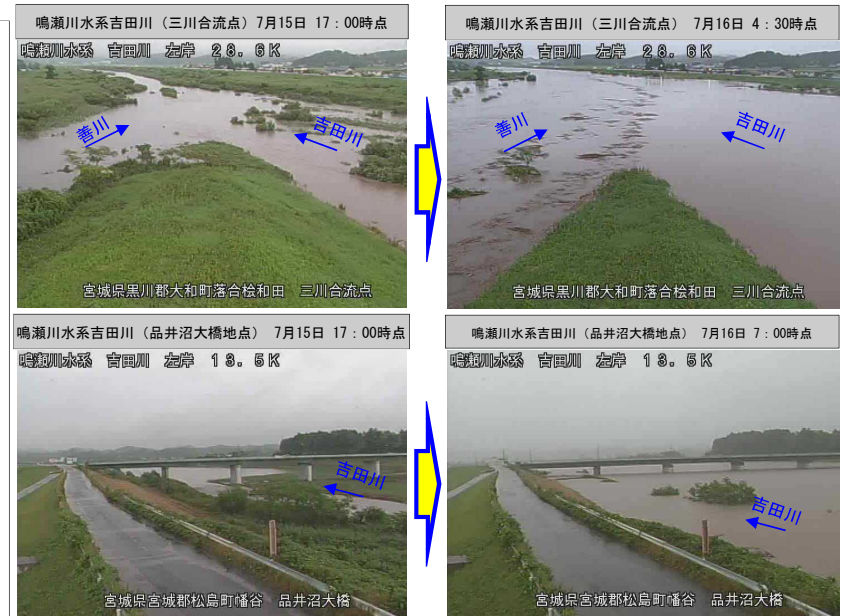 鳴瀬川水系吉田川（三川合流点）7月15日 17：00時点
鳴瀬川水系 吉田川 左岸 28.6K
善川
吉田川
宮城県黒川郡大和町落合桧和田 三川合流点
鳴瀬川水系吉田川（三川合流点）7月16日 4：30時点
鳴瀬川水系 吉田川 左岸 28.6K
善川
吉田川
宮城県黒川郡大和町落合桧和田 三川合流点
鳴瀬川水系吉田川（品井沼大橋地点）7月15日 17：00時点
鳴瀬川水系 吉田川 左岸 13.5K
吉田川
宮城県宮城郡松島町幡谷 品井沼大橋
鳴瀬川水系吉田川（品井沼大橋地点）7月16日 7：00時点
鳴瀬川水系 吉田川 左岸 13.5K
吉田川
宮城県宮城郡松島町幡谷 品井沼大橋